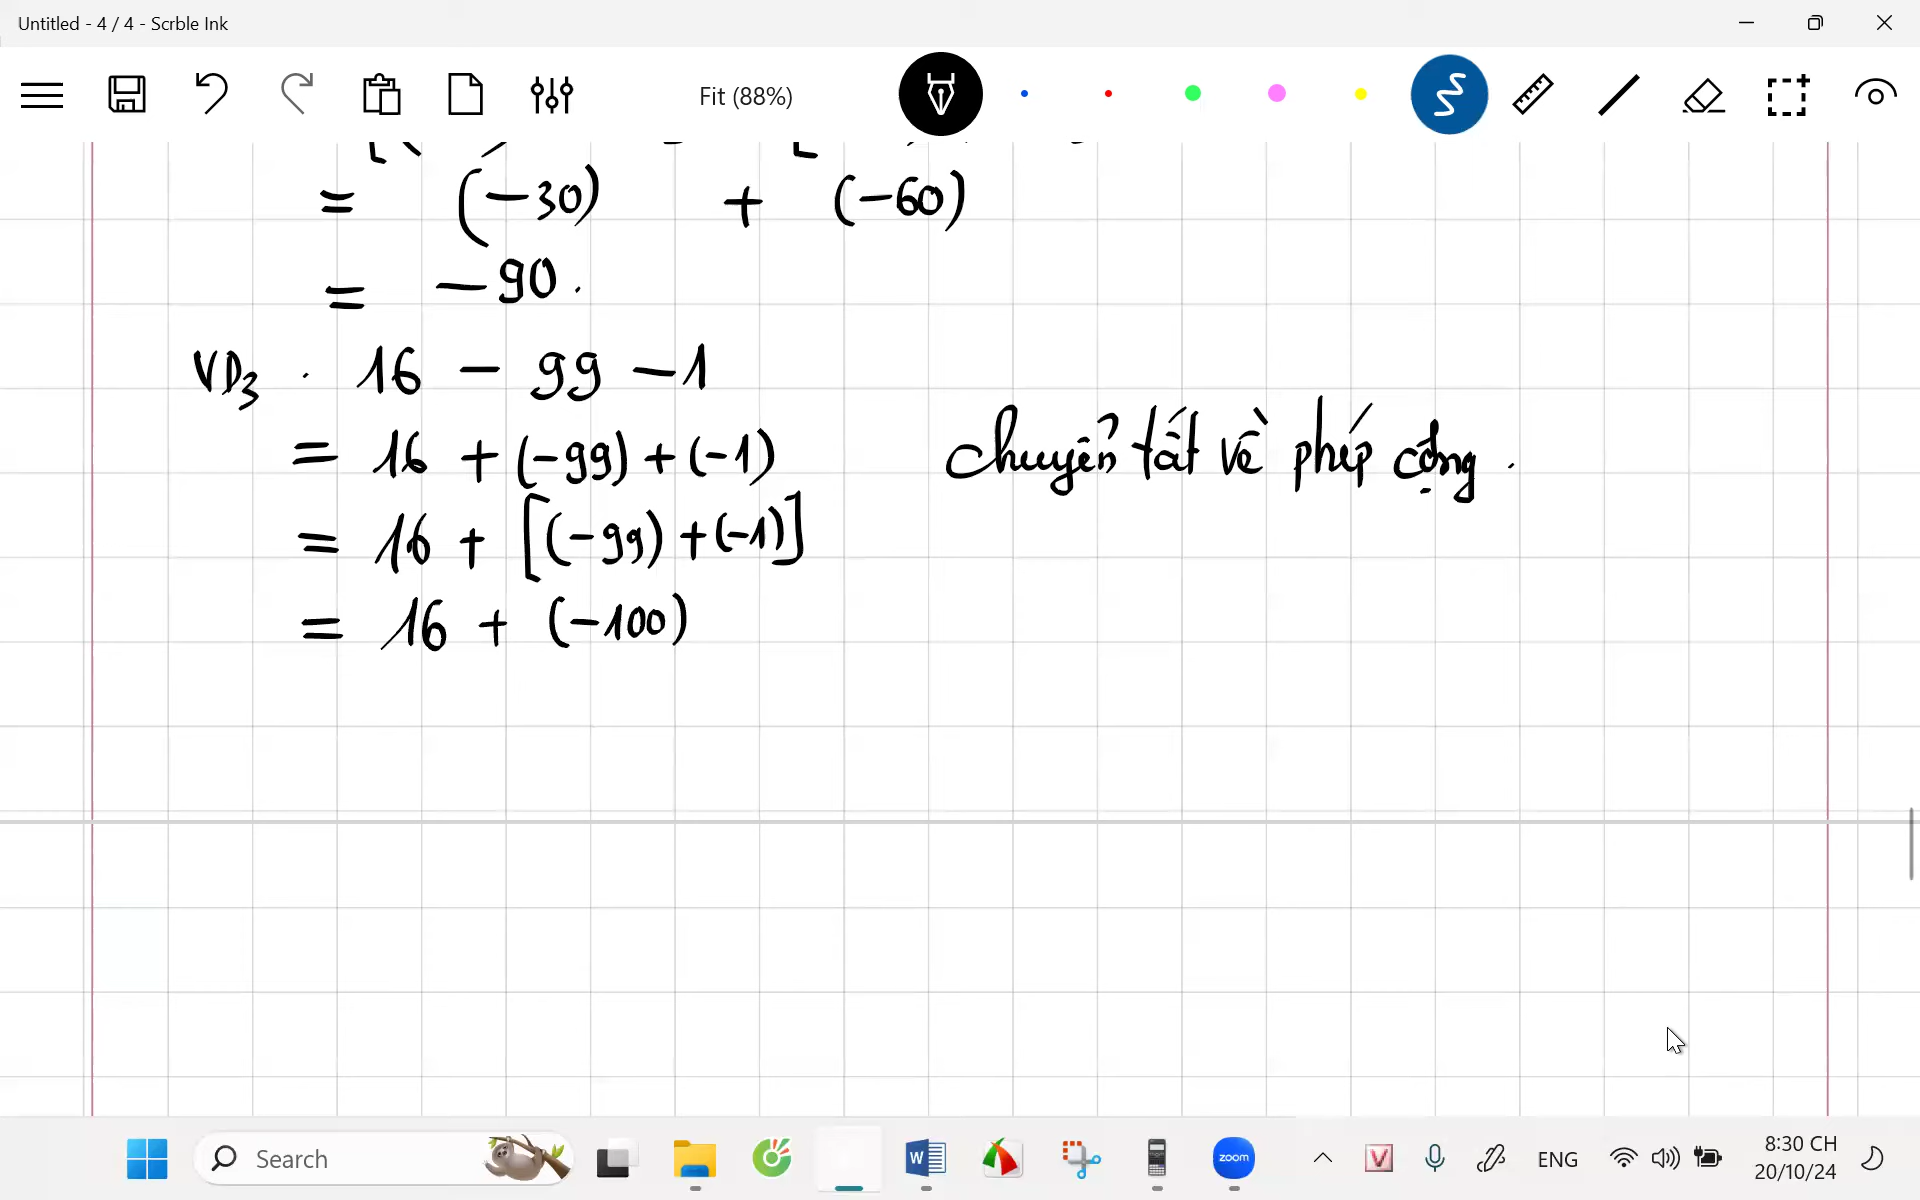 Untitled - 4 / 4 - Scrble Ink
Fit (88%)
= (-30) + (-60)
= -90.
VD3. 16 - 99 - 1
= 16 + (-99) + (-1)
chuyển tất về phép cộng.
= 16 + [(-99) + (-1)]
= 16 + (-100)
Search
W
zoom
V
ENG
8:30 CH
20/10/24